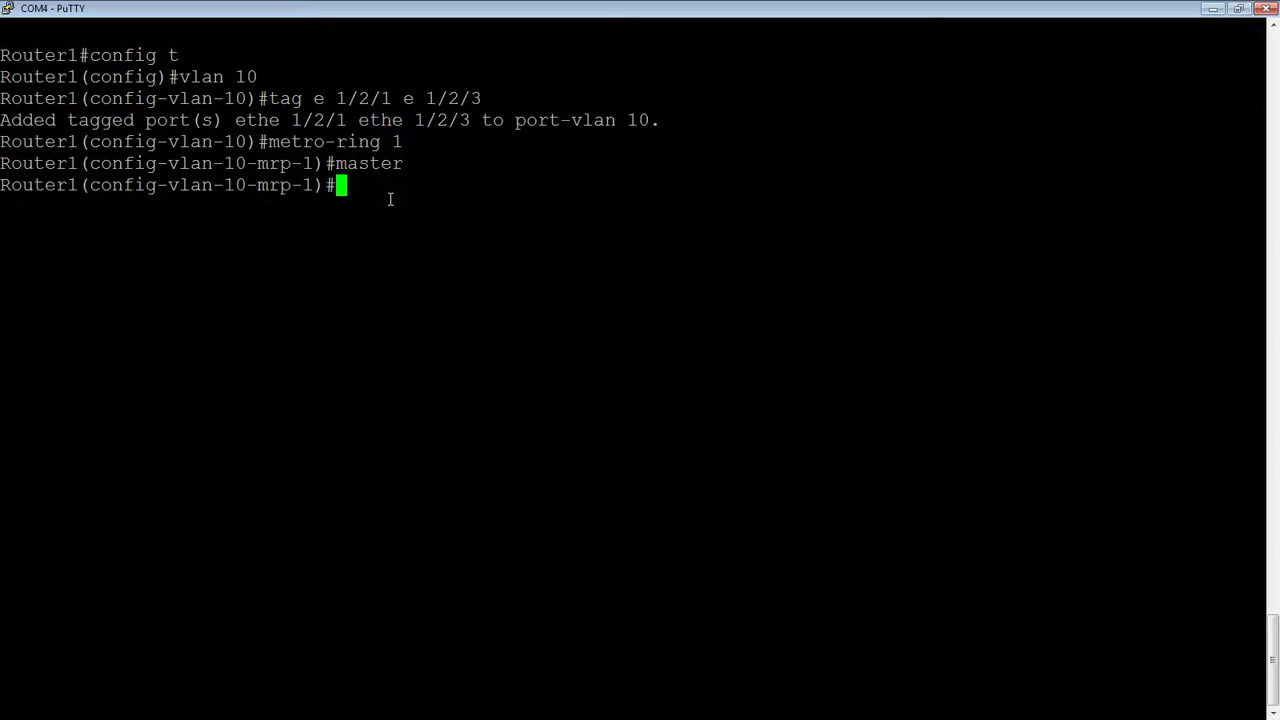 COM4 - PuTTY
Router1#config t
Router1(config)#vlan 10
Router1(config-vlan-10)#tag e 1/2/1 e 1/2/3
Added tagged port(s) ethe 1/2/1 ethe 1/2/3 to port-vlan 10.
Router1(config-vlan-10)#metro-ring 1
Router1(config-vlan-10-mrp-1)#master
Router1(config-vlan-10-mrp-1)#